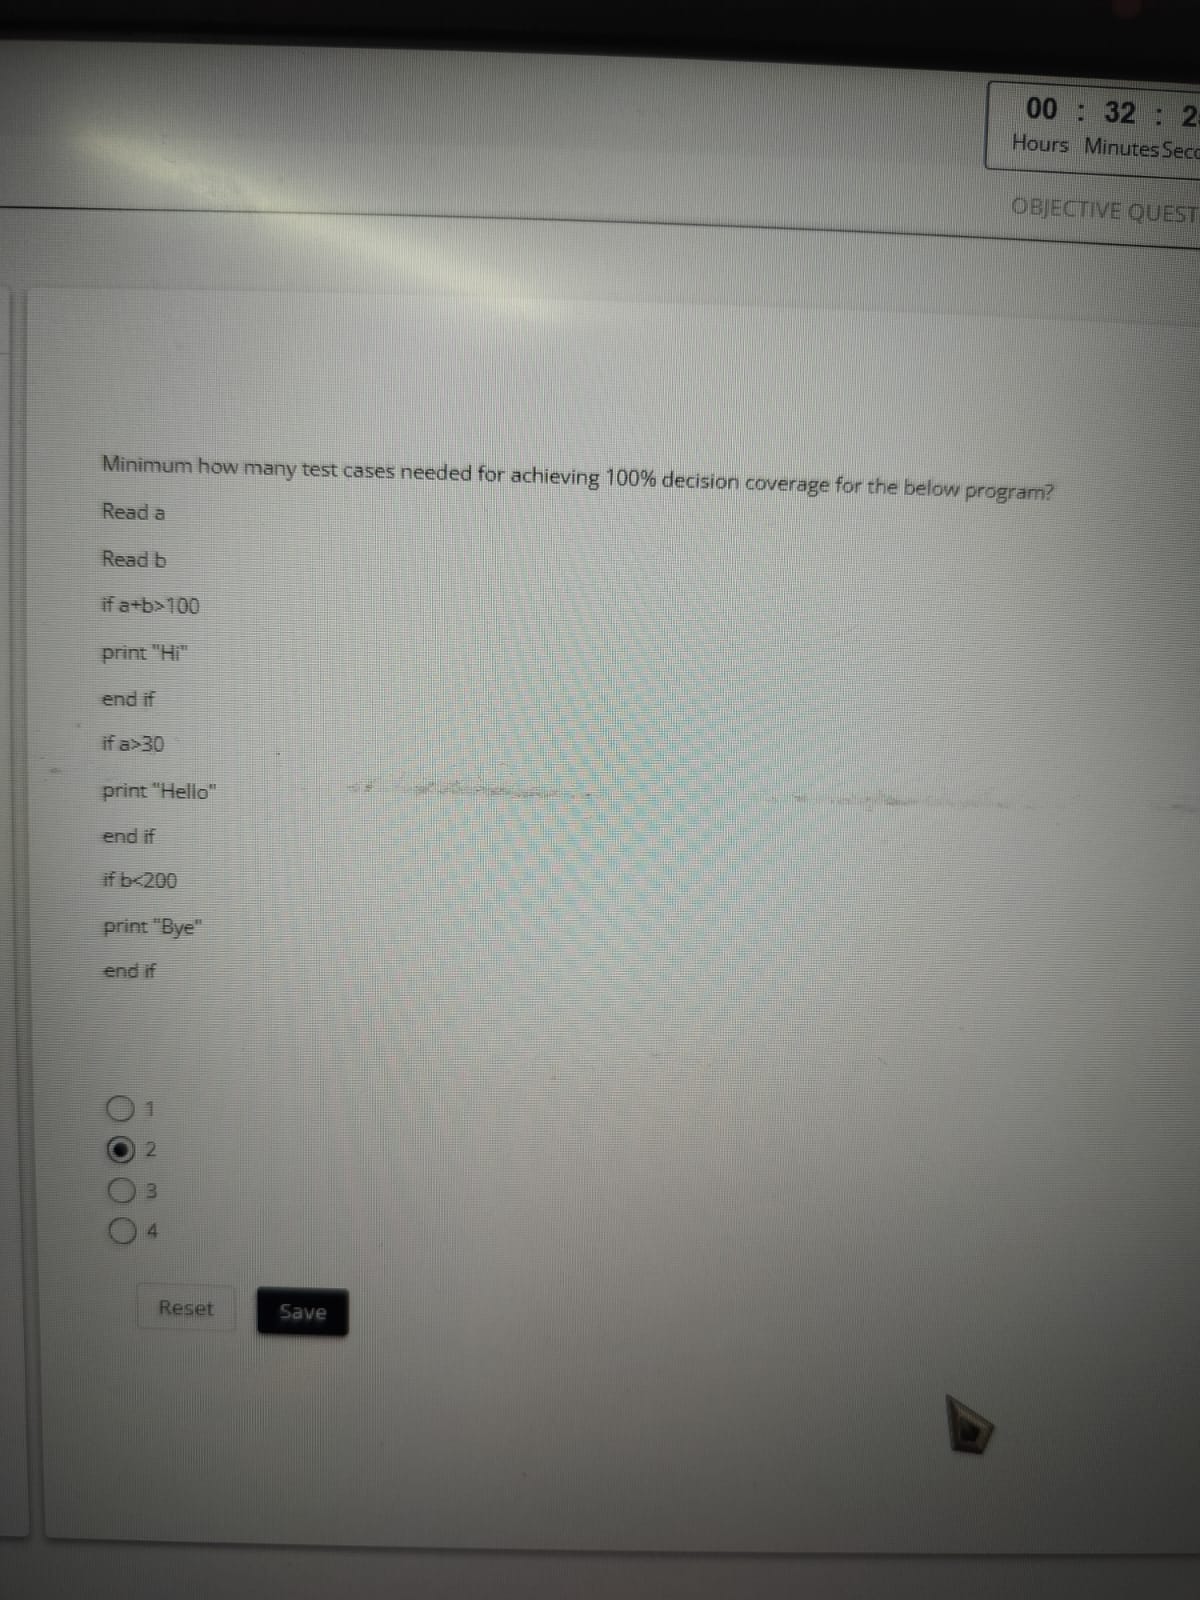 00 : 32 : 2
Hours Minutes Seco
OBJECTIVE QUEST
Minimum how many test cases needed for achieving 100% decision coverage for the below program?
Read a
Read b
if a+b>100
print "Hi"
end if
if a>30
print "Hello"
end if
if b<200
print "Bye"
end if
1
2
3
4
Reset
Save